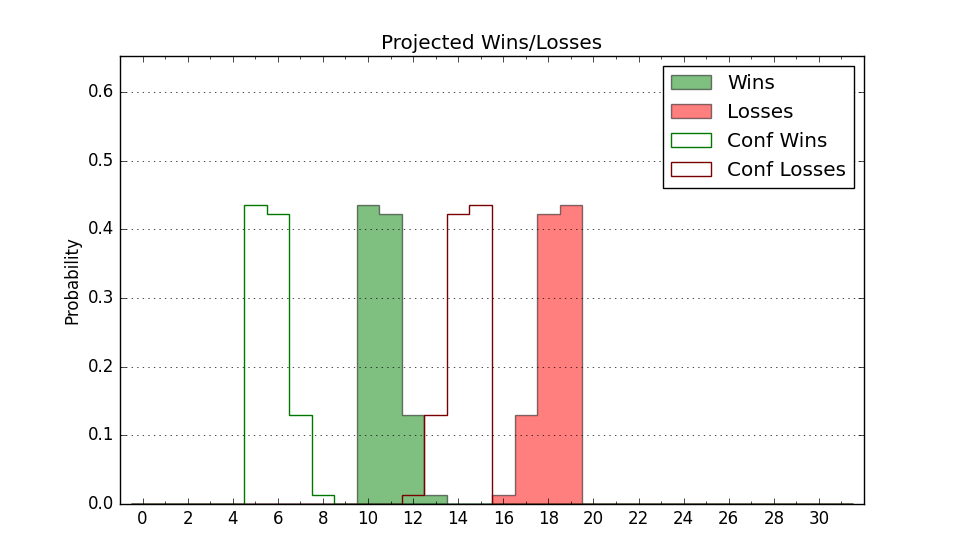 Projected Wins/Losses
Wins
Losses
Conf Wins
Conf Losses
Probability
0.6
0.5
0.4
0.3
0.2
0.1
0.0
0 2 4 6 8 10 12 14 16 18 20 22 24 26 28 30